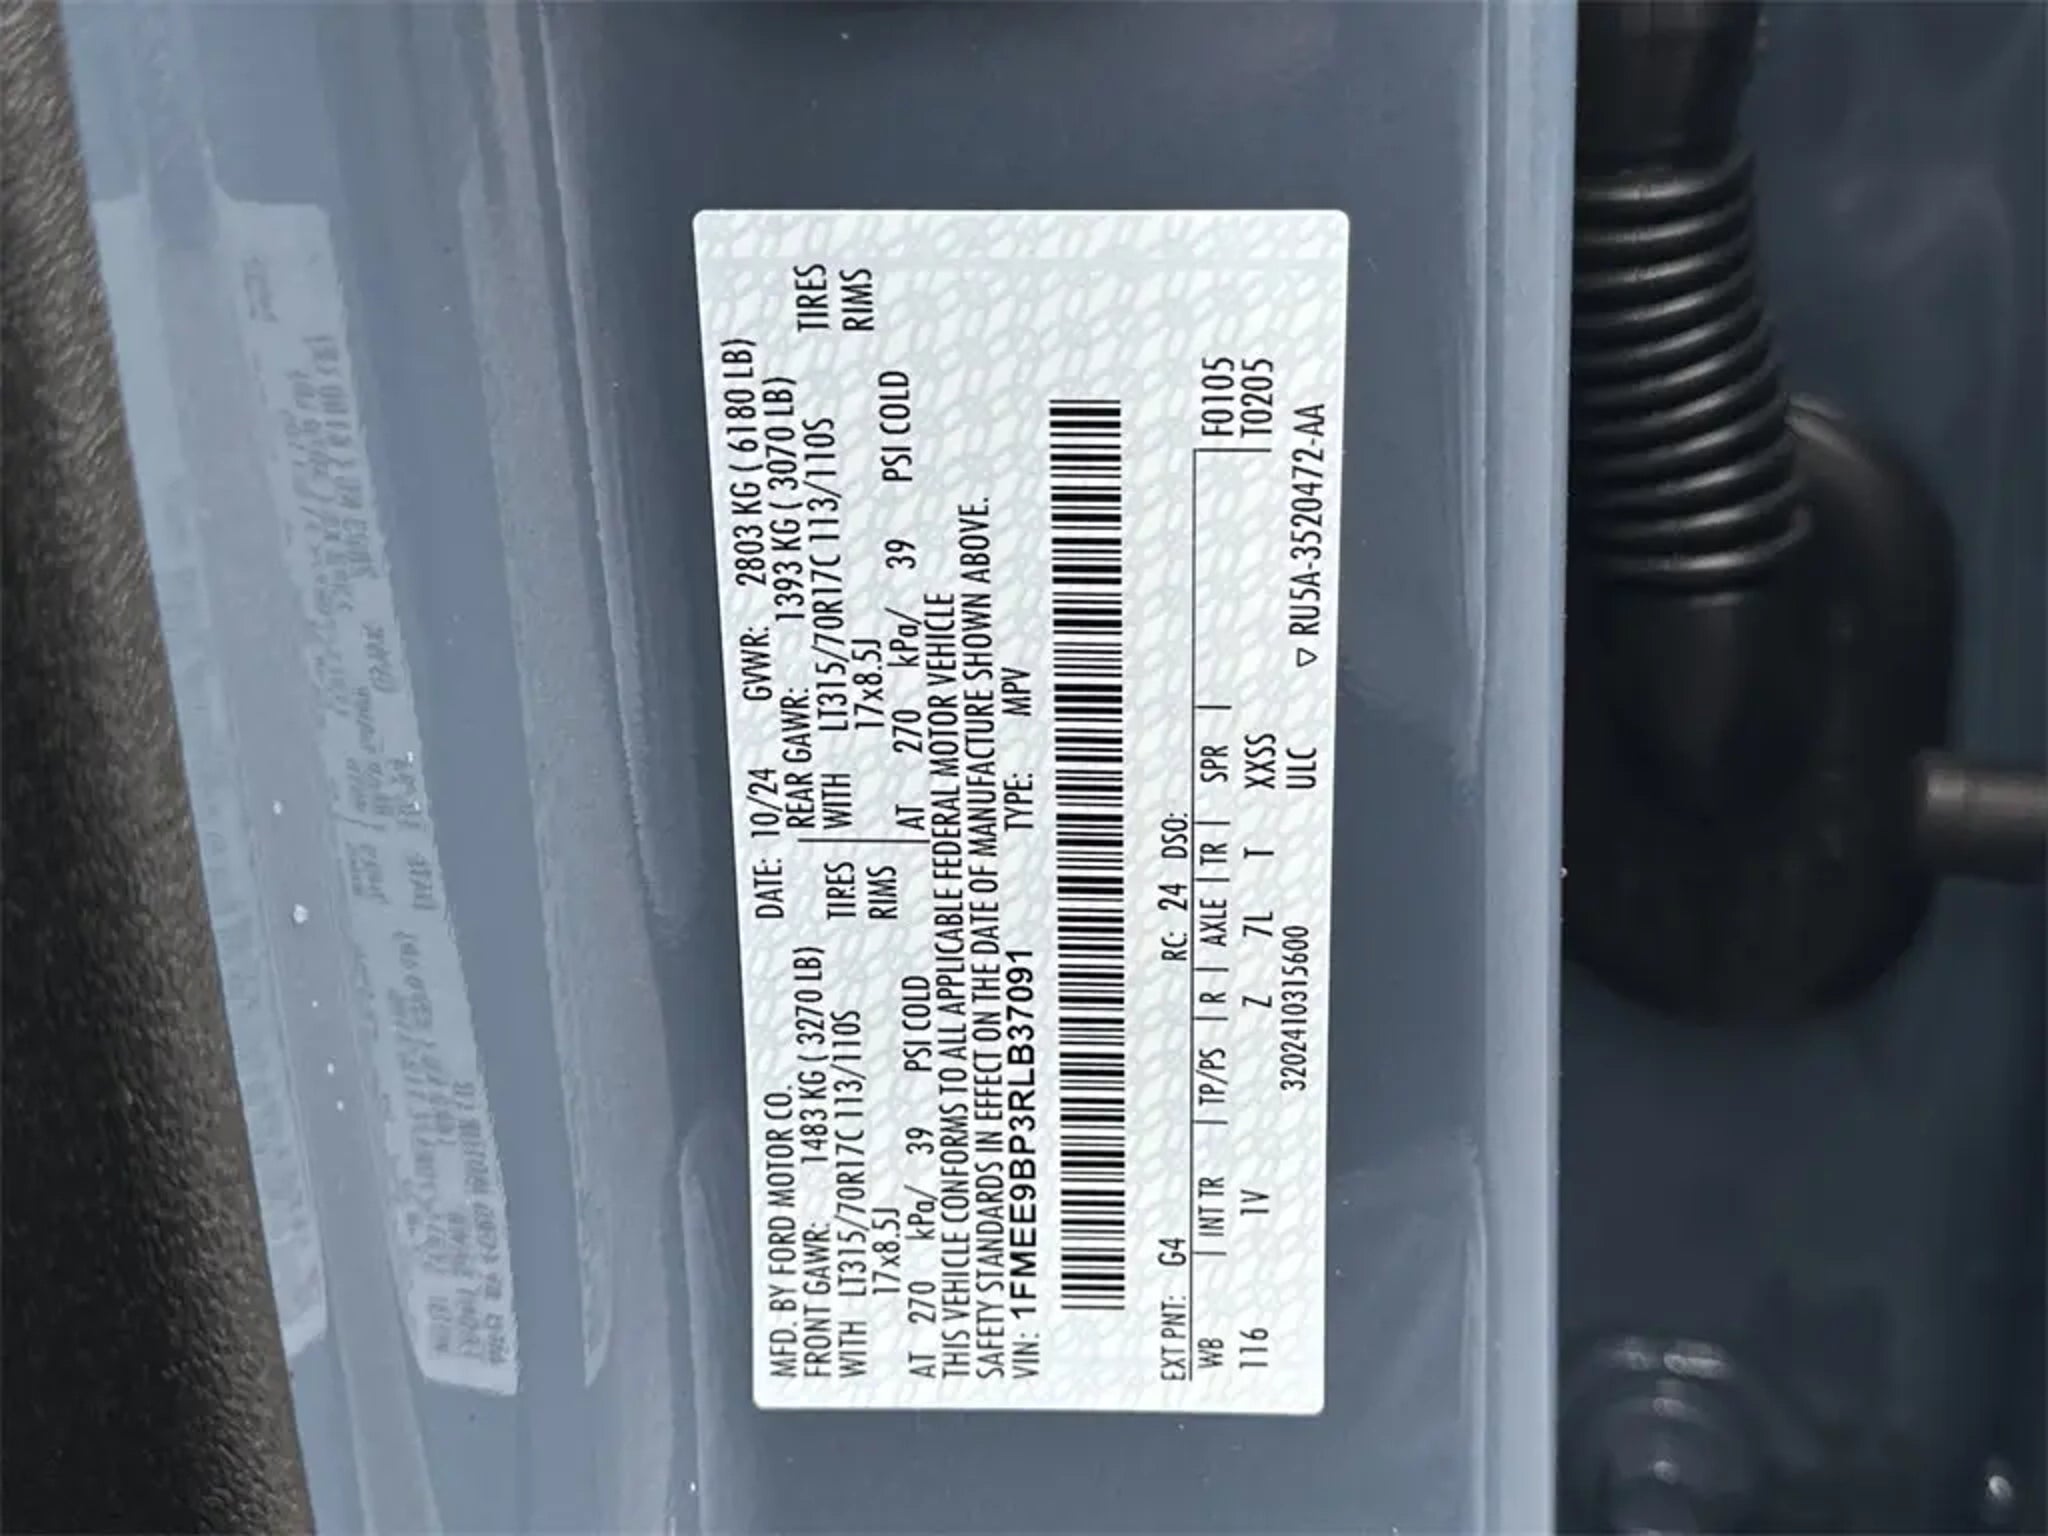 MFD. BY FORD MOTOR CO. DATE: 10/24 GVWR: 2803 KG ( 6180 LB)
FRONT GAWR: 1483 KG ( 3270 LB) REAR GAWR: 1393 KG ( 3070 LB)
WITH LT315/70R17C 113/110S TIRES WITH LT315/70R17C 113/110S TIRES
17x8.5J RIMS 17x8.5J RIMS
AT 270 kPa/ 39 PSI COLD AT 270 kPa/ 39 PSI COLD
THIS VEHICLE CONFORMS TO ALL APPLICABLE FEDERAL MOTOR VEHICLE
SAFETY STANDARDS IN EFFECT ON THE DATE OF MANUFACTURE SHOWN ABOVE.
VIN: 1FMEE9BP3RLB37091 TYPE: MPV
EXT PNT: G4 RC: 24 DSO:
WB | INT TR | TP/PS | R | AXLE | TR | SPR | F0105
116 1V Z 7L T XXSS T0205
3202410315600 ULC ▽ RU5A-3520472-AA